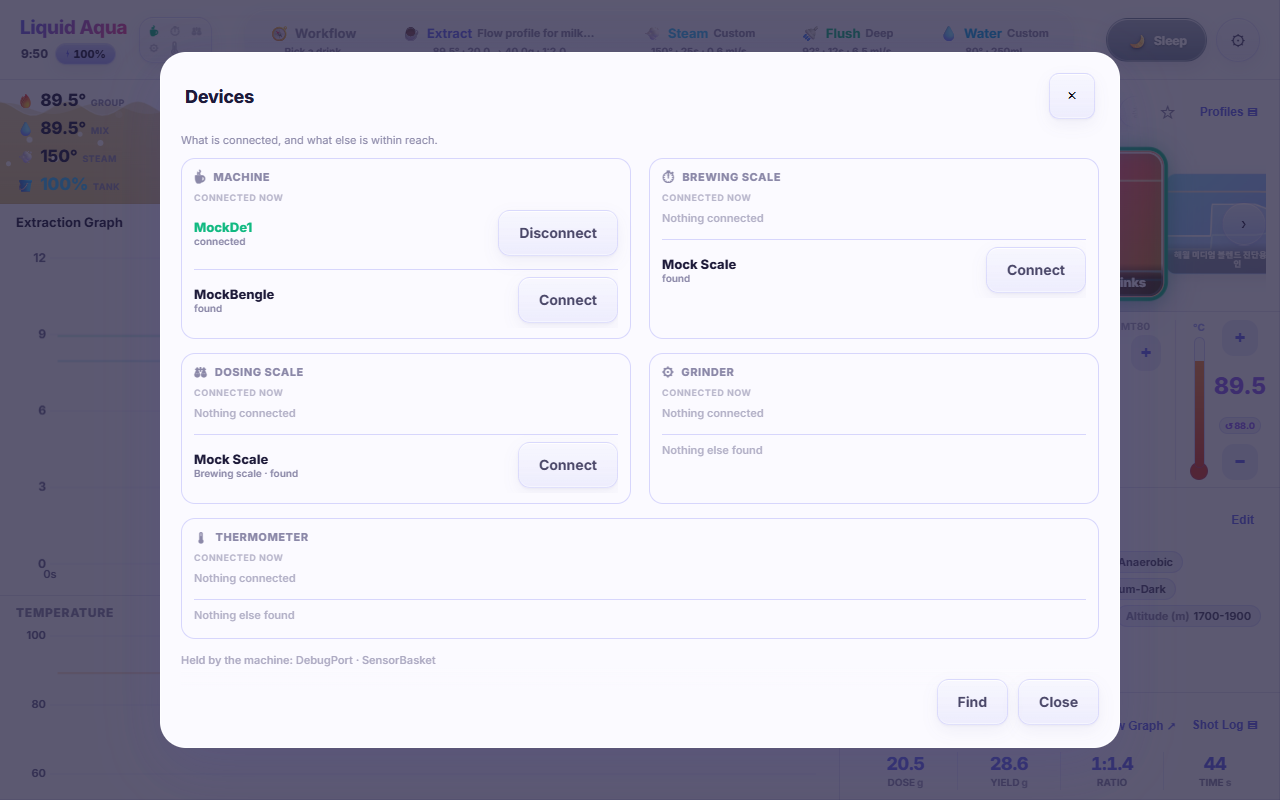 Liquid Aqua
9:50
100%
Workflow
Extract Flow profile for milk...
Steam Custom
Flush Deep
Water Custom
Sleep
89.5° GROUP
89.5° MIX
150° STEAM
100% TANK
Extraction Graph
12
9
6
3
0
0s
TEMPERATURE
100
80
60
Devices
×
What is connected, and what else is within reach.
MACHINE
CONNECTED NOW
MockDe1
connected
Disconnect
MockBengle
found
Connect
BREWING SCALE
CONNECTED NOW
Nothing connected
Mock Scale
found
Connect
DOSING SCALE
CONNECTED NOW
Nothing connected
Mock Scale
Brewing scale · found
Connect
GRINDER
CONNECTED NOW
Nothing connected
Nothing else found
THERMOMETER
CONNECTED NOW
Nothing connected
Nothing else found
Held by the machine: DebugPort · SensorBasket
Find
Close
Profiles
inks
°C
+
+
89.5
↺ 88.0
−
Edit
Anaerobic
um-Dark
Altitude (m) 1700-1900
Graph ↗
Shot Log
20.5
DOSE g
28.6
YIELD g
1:1.4
RATIO
44
TIME s